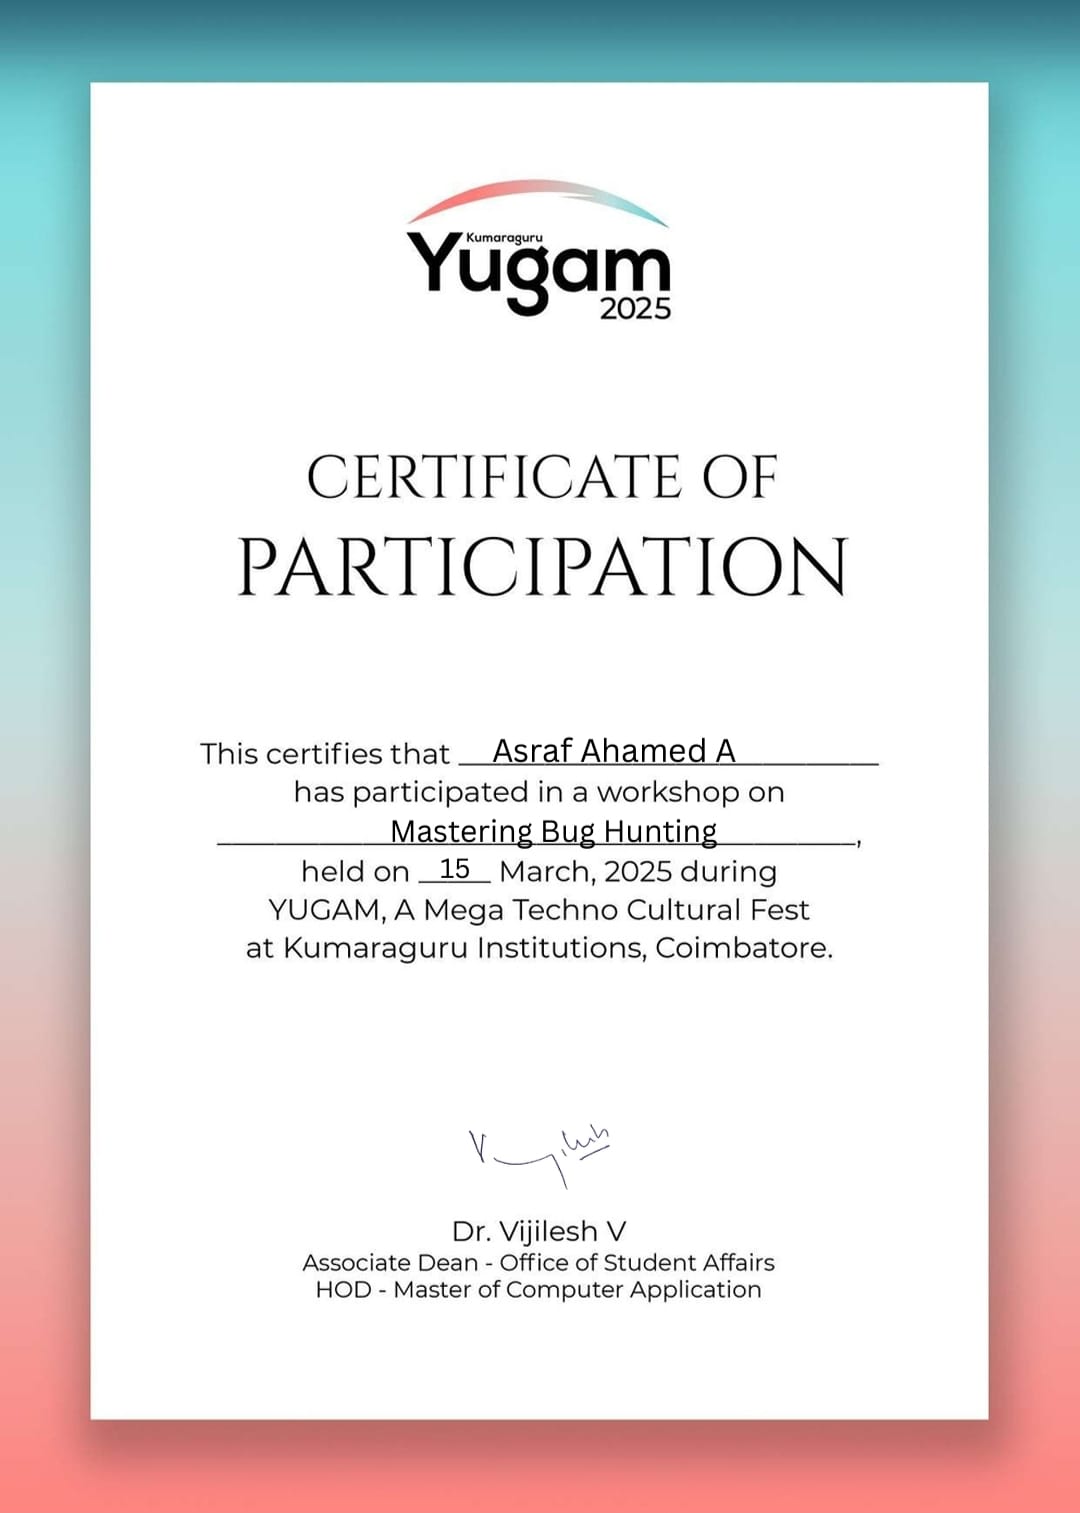 Kumaraguru
Yugam
2025
CERTIFICATE OF
PARTICIPATION
This certifies that Asraf Ahamed A
has participated in a workshop on
Mastering Bug Hunting,
held on 15 March, 2025 during
YUGAM, A Mega Techno Cultural Fest
at Kumaraguru Institutions, Coimbatore.
Dr. Vijilesh V
Associate Dean - Office of Student Affairs
HOD - Master of Computer Application